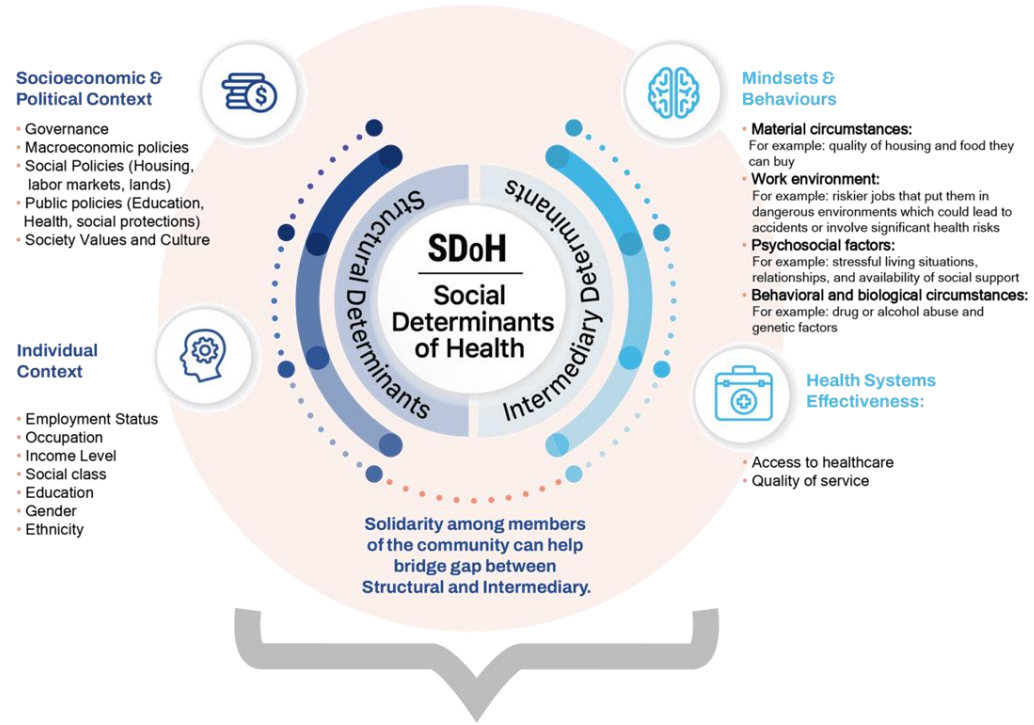 Socioeconomic &
Political Context
• Governance
• Macroeconomic policies
• Social Policies (Housing,
labor markets, lands)
• Public policies (Education,
Health, social protections)
• Society Values and Culture
Individual
Context
• Employment Status
• Occupation
• Income Level
• Social class
• Education
• Gender
• Ethnicity
$
Structural Determinants
SDoH
Social
Determinants
of Health
Intermediary Determinants
Solidarity among members
of the community can help
bridge gap between
Structural and Intermediary.
Mindsets &
Behaviours
• Material circumstances:
For example: quality of housing and food they
can buy
• Work environment:
For example: riskier jobs that put them in
dangerous environments which could lead to
accidents or involve significant health risks
• Psychosocial factors:
For example: stressful living situations,
relationships, and availability of social support
• Behavioral and biological circumstances:
For example: drug or alcohol abuse and
genetic factors
Health Systems
Effectiveness:
• Access to healthcare
• Quality of service